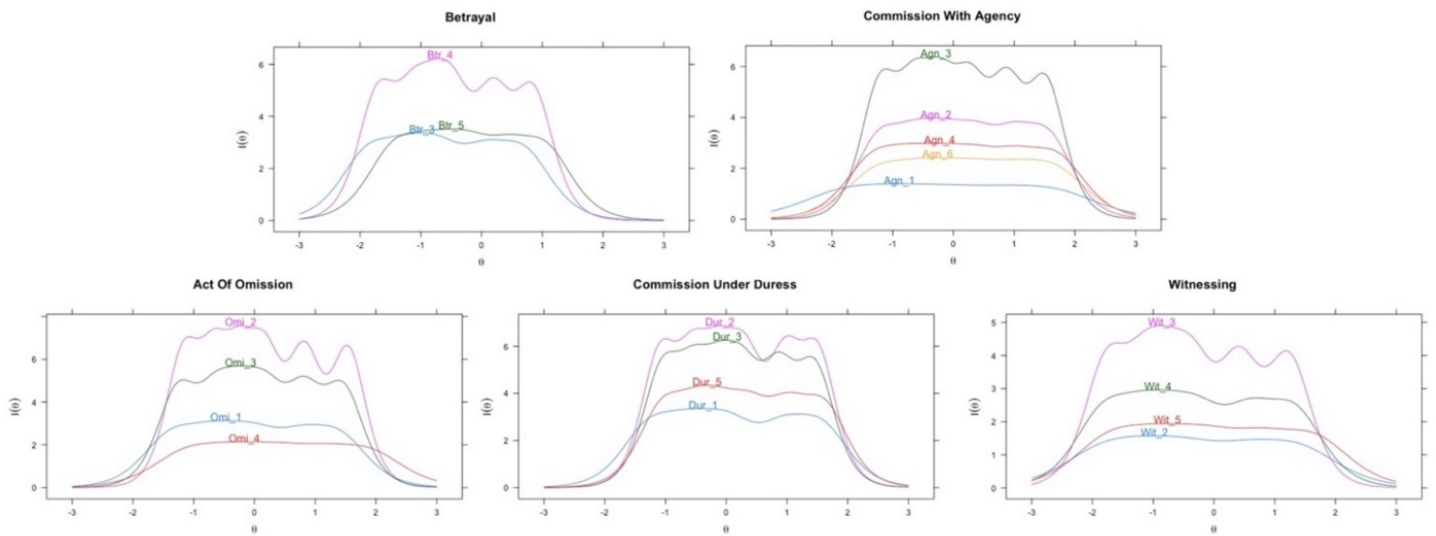 Betrayal
Commission With Agency
Btr_4
Btr_3
Btr_5
I(θ)
0
2
4
6
-3
-2
-1
0
1
2
3
θ
Agn_3
Agn_2
Agn_4
Agn_6
Agn_1
I(θ)
0
2
4
6
-3
-2
-1
0
1
2
3
θ
Act Of Omission
Commission Under Duress
Witnessing
Omi_2
Omi_3
Omi_1
Omi_4
I(θ)
0
2
4
6
-3
-2
-1
0
1
2
3
θ
Dur_2
Dur_3
Dur_5
Dur_1
I(θ)
0
2
4
6
-3
-2
-1
0
1
2
3
θ
Wit_3
Wit_4
Wit_5
Wit_2
I(θ)
0
1
2
3
4
5
-3
-2
-1
0
1
2
3
θ